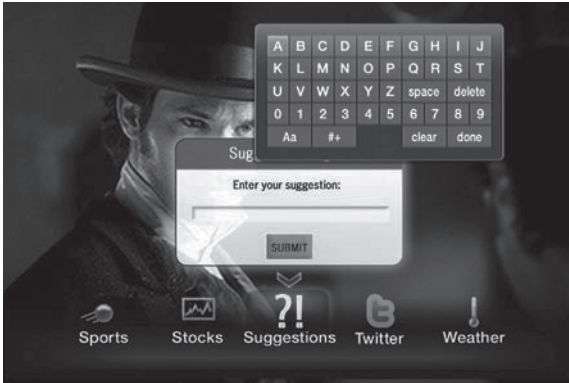 A B C D E F G H I J
K L M N O P Q R S T
U V W X Y Z space delete
0 1 2 3 4 5 6 7 8 9
Aa #+ clear done
Enter your suggestion:
SUBMIT
?!
Sports Stocks Suggestions Twitter Weather